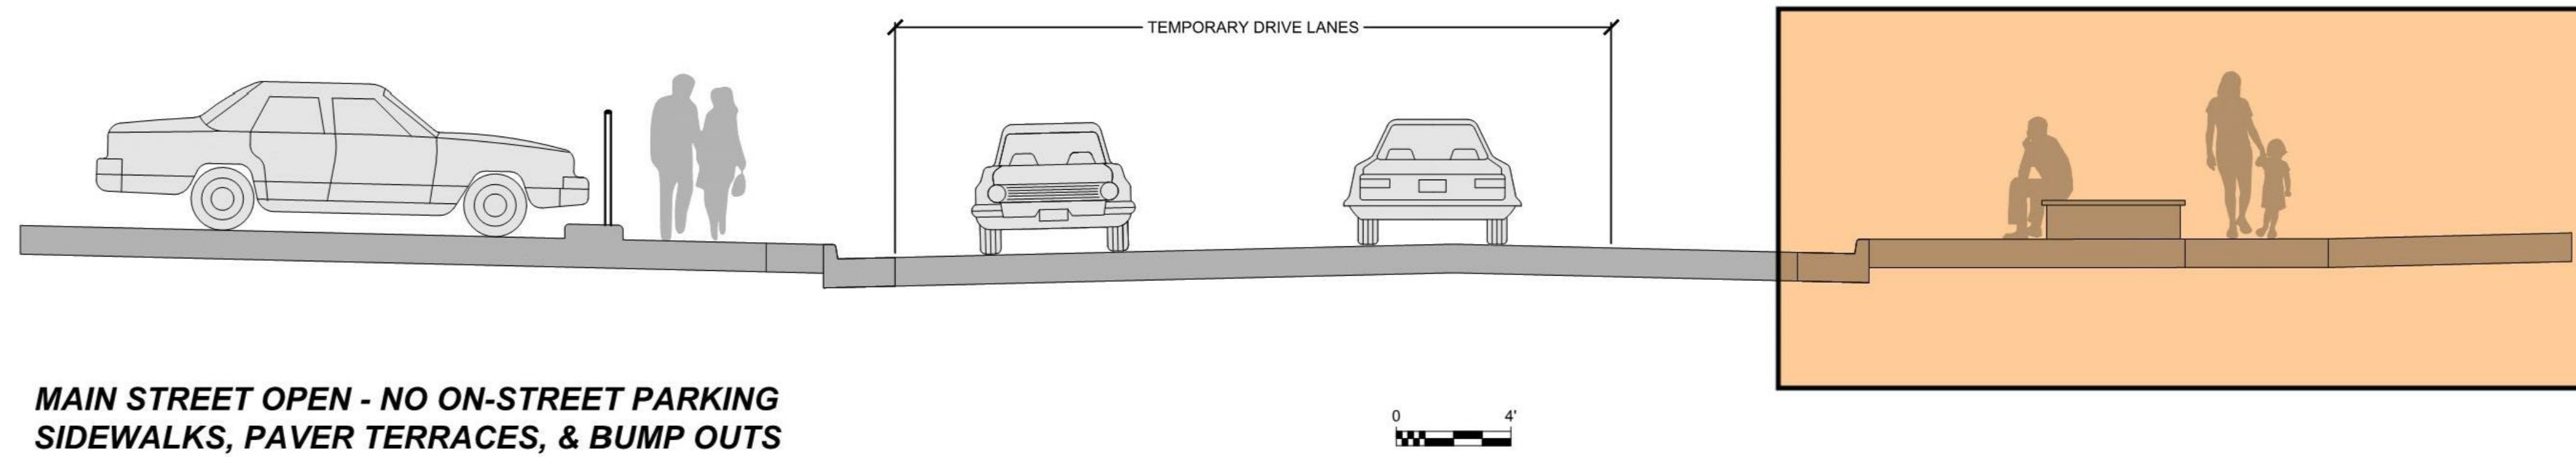 TEMPORARY DRIVE LANES
MAIN STREET OPEN - NO ON-STREET PARKING
SIDEWALKS, PAVER TERRACES, & BUMP OUTS
0 4'